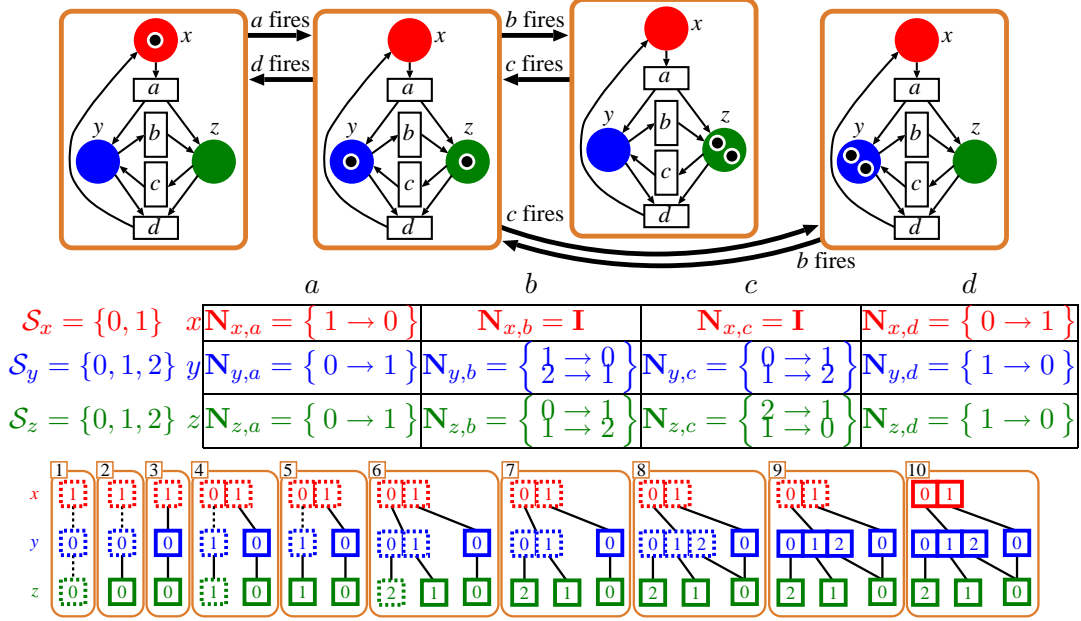 a fires b fires
x x x x
d fires c fires
a a a a
y b z y b z y b z y b z
c c c c
d d d d
c fires
b fires
a b c d
𝒮x = {0, 1} x Nx,a = { 1 → 0 } Nx,b = I Nx,c = I Nx,d = { 0 → 1 }
𝒮y = {0, 1, 2} y Ny,a = { 0 → 1 } Ny,b = { 1 → 0 2 → 1 } Ny,c = { 0 → 1 1 → 2 } Ny,d = { 1 → 0 }
𝒮z = {0, 1, 2} z Nz,a = { 0 → 1 } Nz,b = { 0 → 1 1 → 2 } Nz,c = { 2 → 1 1 → 0 } Nz,d = { 1 → 0 }
1 2 3 4 5 6 7 8 9 10
x 1 1 1 0 1 0 1 0 1 0 1 0 1 0 1 0 1
y 0 0 0 1 0 1 0 0 1 0 0 1 0 0 1 2 0 0 1 2 0 0 1 2 0
z 0 0 0 1 0 1 0 2 1 0 2 1 0 2 1 0 2 1 0 2 1 0